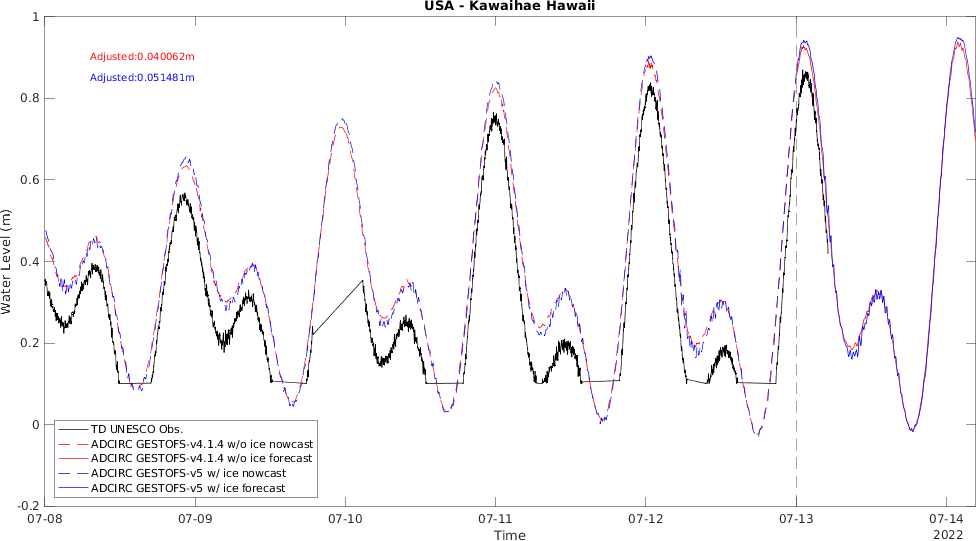 USA - Kawaihae Hawaii
1
Adjusted:0.040062m
Adjusted:0.051481m
0.8
0.6
Water Level (m)
0.4
0.2
0
TD UNESCO Obs.
ADCIRC GESTOFS-v4.1.4 w/o ice nowcast
ADCIRC GESTOFS-v4.1.4 w/o ice forecast
ADCIRC GESTOFS-v5 w/ ice nowcast
ADCIRC GESTOFS-v5 w/ ice forecast
-0.2
07-08 07-09 07-10 07-11 07-12 07-13 07-14
Time 2022